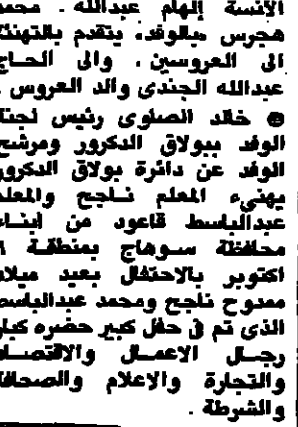 الآنسة إلهام عبدالله . محمد
هجرس بالوفد، يتقدم بالتهنئة
الى العروسين ، والى الحاج
عبدالله الجندى والد العروس .
● خالد الصلوى رئيس لجنة
الوفد ببولاق الدكرور ومرشح
الوفد عن دائرة بولاق الدكرور
يهنىء المعلم ناجح والمعلم
عبدالباسط قاعود من ابناء
محافظة سوهاج بمنطقة ٦
اكتوبر بالاحتفال بعيد ميلاد
ممدوح ناجح ومحمد عبدالباسط
الذى تم فى حفل كبير حضره كبار
رجال الاعمال والاقتصاد
والتجارة والاعلام والصحافة
والشرطة .